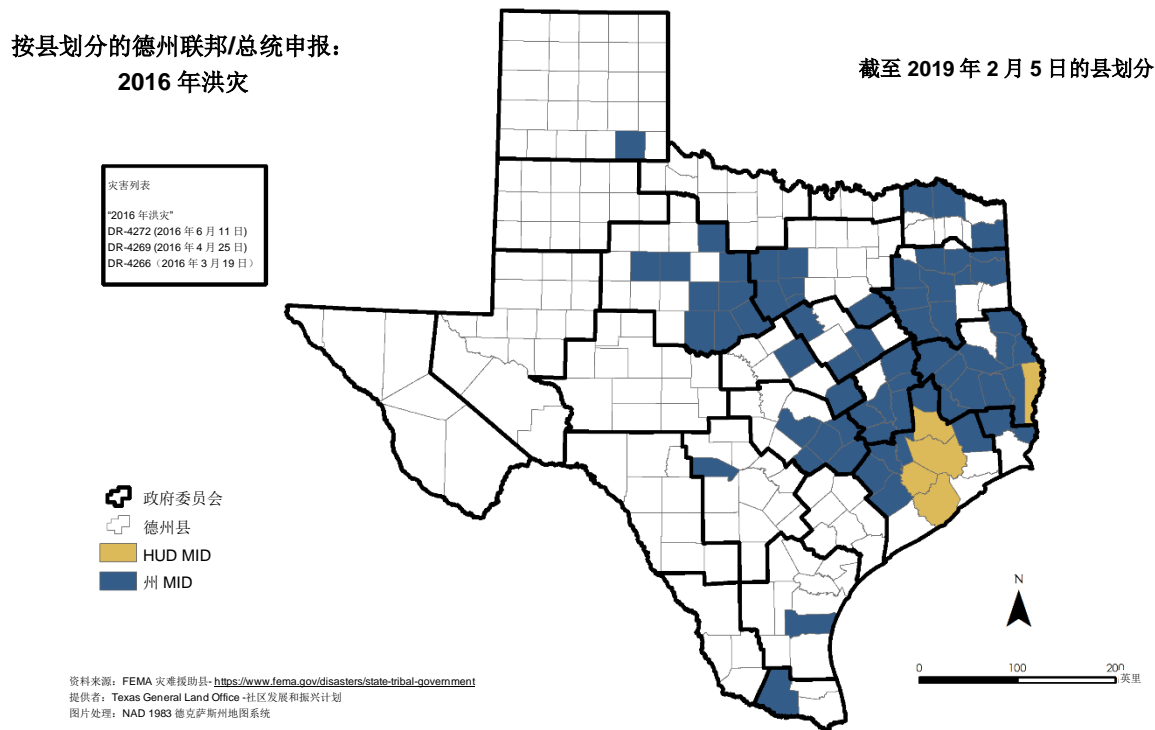 按县划分的德州联邦/总统申报：
2016 年洪灾
截至 2019 年 2 月 5 日的县划分
灾害列表
“2016 年洪灾”
DR-4272 (2016 年 6 月 11 日)
DR-4269 (2016 年 4 月 25 日)
DR-4266（2016 年 3 月 19 日）
政府委员会
德州县
HUD MID
州 MID
N
0 100 200
英里
资料来源：FEMA 灾难援助县- https://www.fema.gov/disasters/state-tribal-government
提供者：Texas General Land Office -社区发展和振兴计划
图片处理：NAD 1983 德克萨斯州地图系统